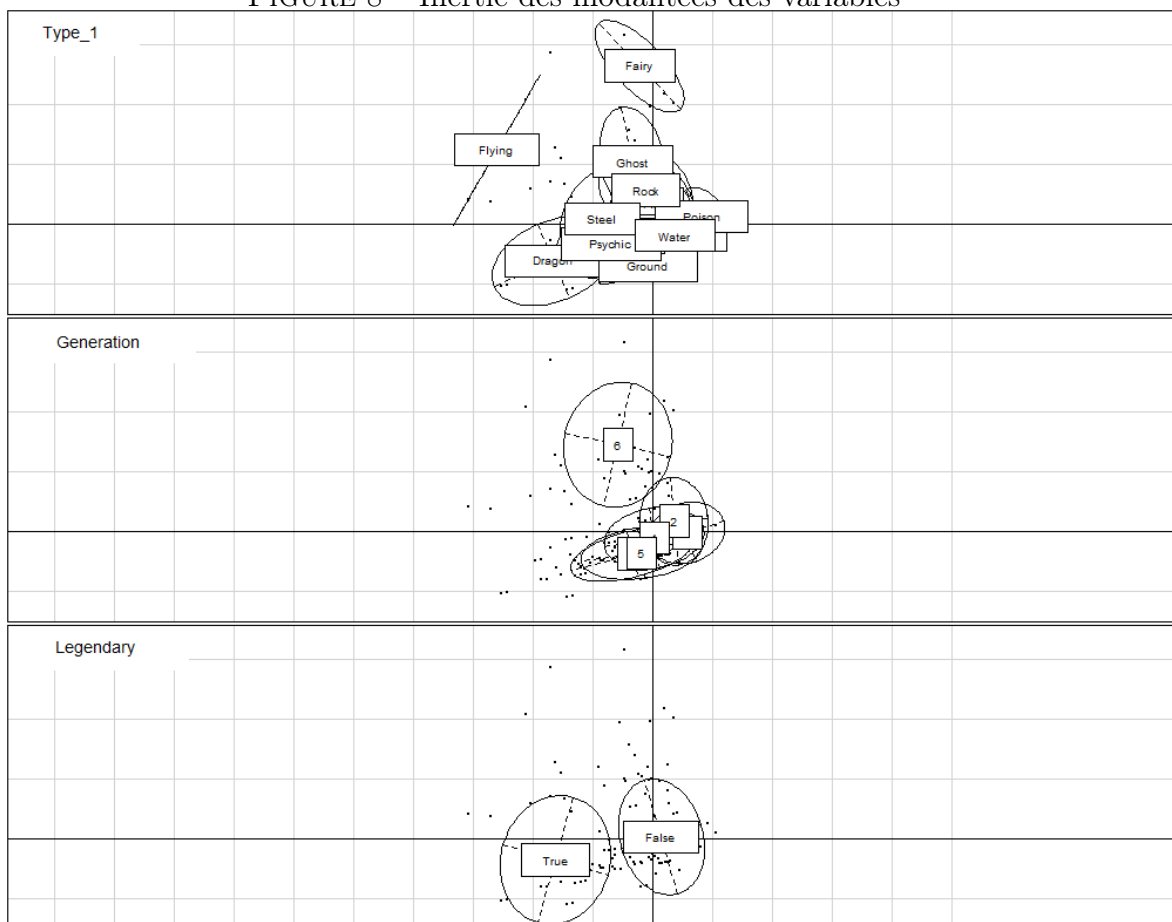 Type_1
Fairy
Flying
Ghost
Rock
Steel
Poison
Water
Psychic
Dragon
Ground
Generation
6
2
5
Legendary
False
True